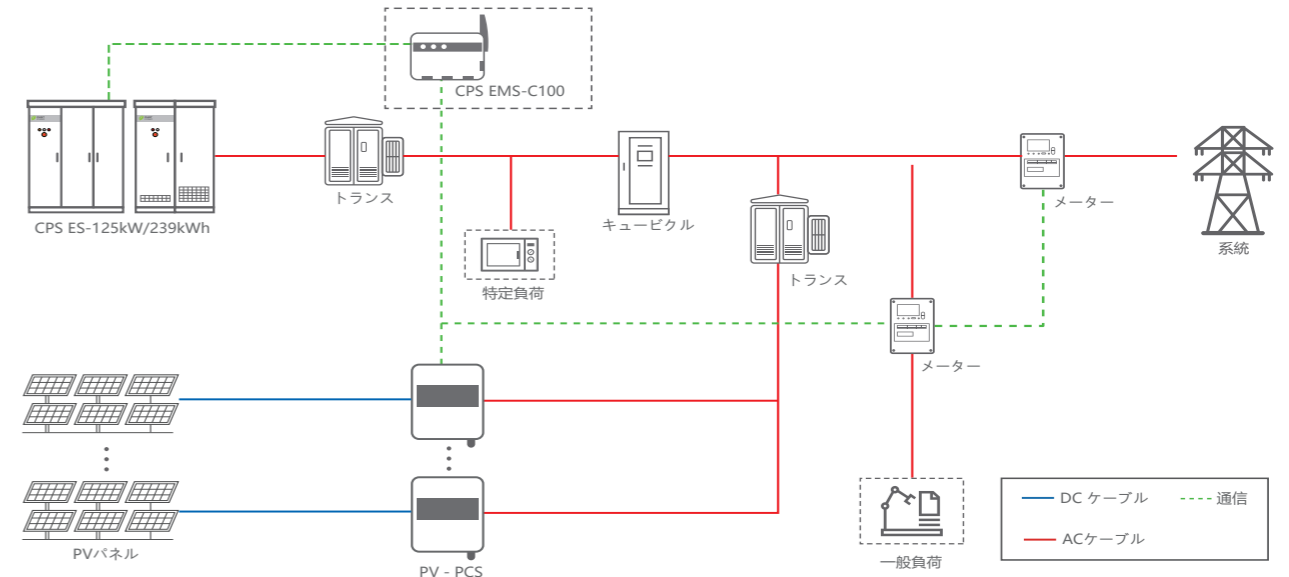 CPS EMS-C100
CPS ES-125kW/239kWh
トランス
特定負荷
キュービクル
トランス
メーター
系統
メーター
PVパネル
PV - PCS
一般負荷
DC ケーブル
通信
ACケーブル